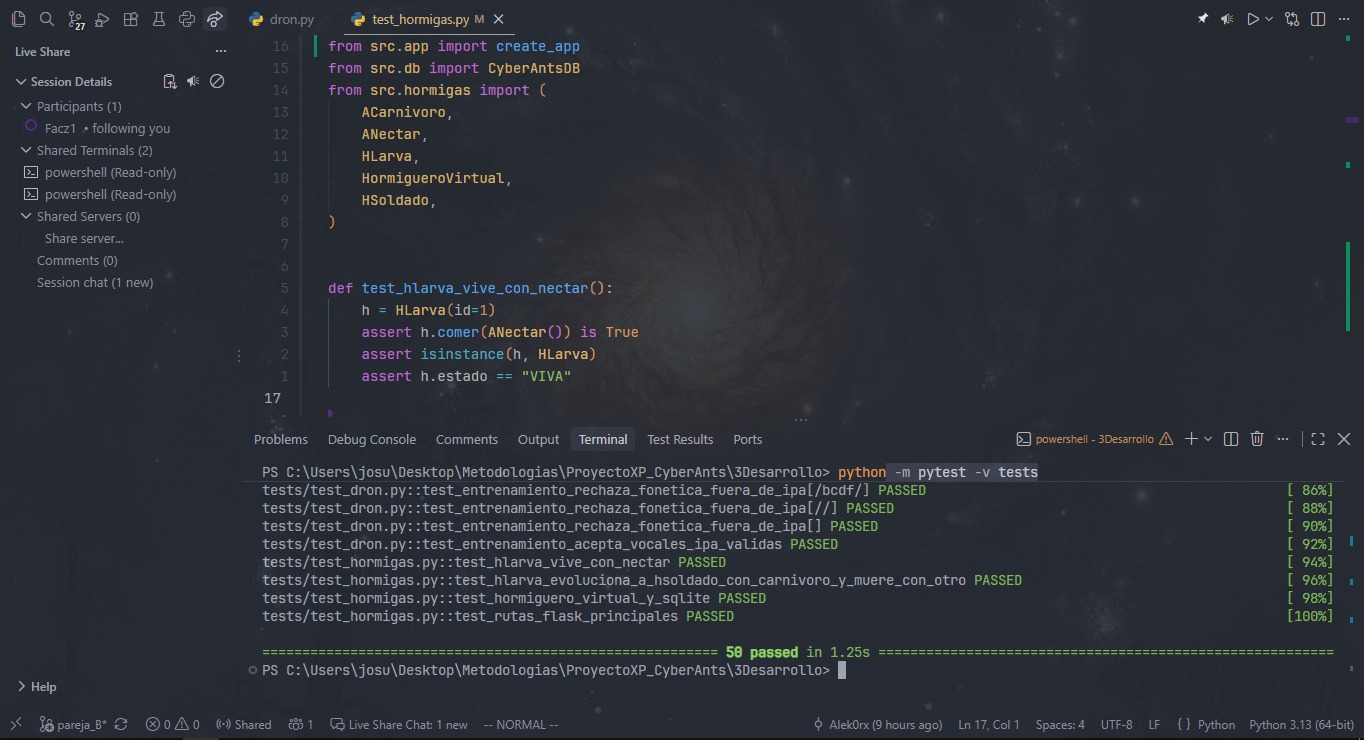 27
dron.py
test_hormigas.py M
Live Share
Session Details
Participants (1)
Facz1 • following you
Shared Terminals (2)
powershell (Read-only)
powershell (Read-only)
Shared Servers (0)
Share server...
Comments (0)
Session chat (1 new)
Help
16 from src.app import create_app
15 from src.db import CyberAntsDB
14 from src.hormigas import (
13 ACarnivoro,
12 ANectar,
11 HLarva,
10 HormigueroVirtual,
9 HSoldado,
8 )
7
6
5 def test_hlarva_vive_con_nectar():
4 h = HLarva(id=1)
3 assert h.comer(ANectar()) is True
2 assert isinstance(h, HLarva)
1 assert h.estado == "VIVA"
17
Problems Debug Console Comments Output Terminal Test Results Ports
powershell - 3Desarrollo
PS C:\Users\josu\Desktop\Metodologias\ProyectoXP_CyberAnts\3Desarrollo> python -m pytest -v tests
tests/test_dron.py::test_entrenamiento_rechaza_fonetica_fuera_de_ipa[/bcdf/] PASSED [ 86%]
tests/test_dron.py::test_entrenamiento_rechaza_fonetica_fuera_de_ipa[//] PASSED [ 88%]
tests/test_dron.py::test_entrenamiento_rechaza_fonetica_fuera_de_ipa[] PASSED [ 90%]
tests/test_dron.py::test_entrenamiento_acepta_vocales_ipa_validas PASSED [ 92%]
tests/test_hormigas.py::test_hlarva_vive_con_nectar PASSED [ 94%]
tests/test_hormigas.py::test_hlarva_evoluciona_a_hsoldado_con_carnivoro_y_muere_con_otro PASSED [ 96%]
tests/test_hormigas.py::test_hormiguero_virtual_y_sqlite PASSED [ 98%]
tests/test_hormigas.py::test_rutas_flask_principales PASSED [100%]
======================================================= 50 passed in 1.25s =======================================================
PS C:\Users\josu\Desktop\Metodologias\ProyectoXP_CyberAnts\3Desarrollo>
pareja_B* 0 0 Shared 1 Live Share Chat: 1 new -- NORMAL -- Alek0rx (9 hours ago) Ln 17, Col 1 Spaces: 4 UTF-8 LF { } Python Python 3.13 (64-bit)